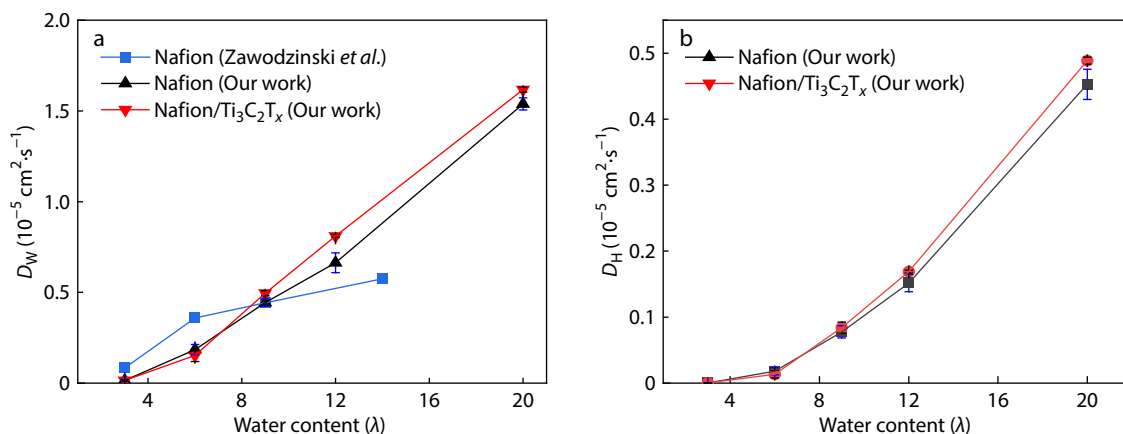 a
Nafion (Zawodzinski et al.)
Nafion (Our work)
Nafion/Ti₃C₂Tₓ (Our work)
2.0
1.5
1.0
0.5
0
D_W (10⁻⁵ cm²·s⁻¹)
4 8 12 16 20
Water content (λ)
b
Nafion (Our work)
Nafion/Ti₃C₂Tₓ (Our work)
0.5
0.4
0.3
0.2
0.1
0
D_H (10⁻⁵ cm²·s⁻¹)
4 8 12 16 20
Water content (λ)